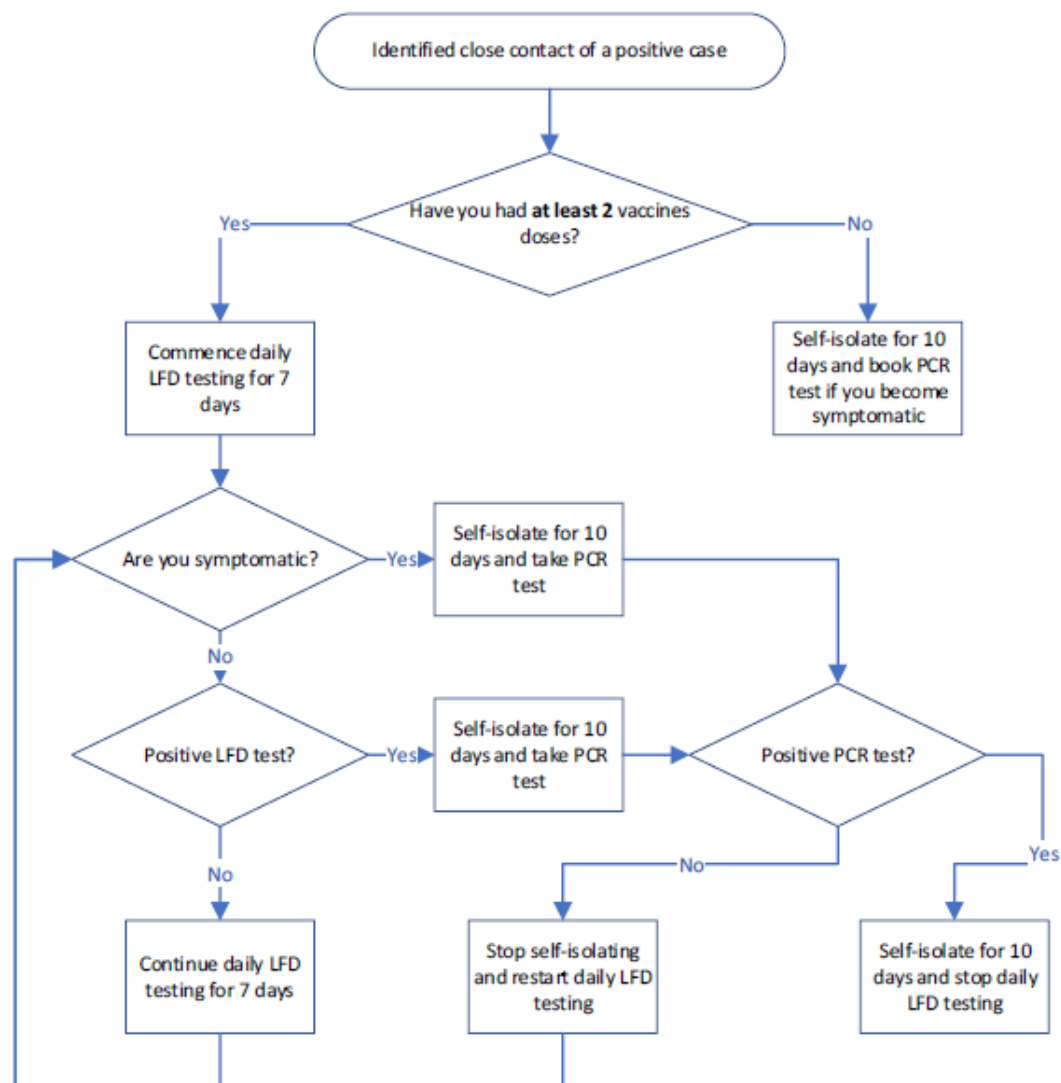 Identified close contact of a positive case
Have you had at least 2 vaccines
doses?
Yes
No
Commence daily
LFD testing for 7
days
Self-isolate for 10
days and book PCR
test if you become
symptomatic
Are you symptomatic?
Yes
Self-isolate for 10
days and take PCR
test
No
Positive LFD test?
Yes
Self-isolate for 10
days and take PCR
test
Positive PCR test?
No
No
Yes
Continue daily LFD
testing for 7 days
Stop self-isolating
and restart daily LFD
testing
Self-isolate for 10
days and stop daily
LFD testing